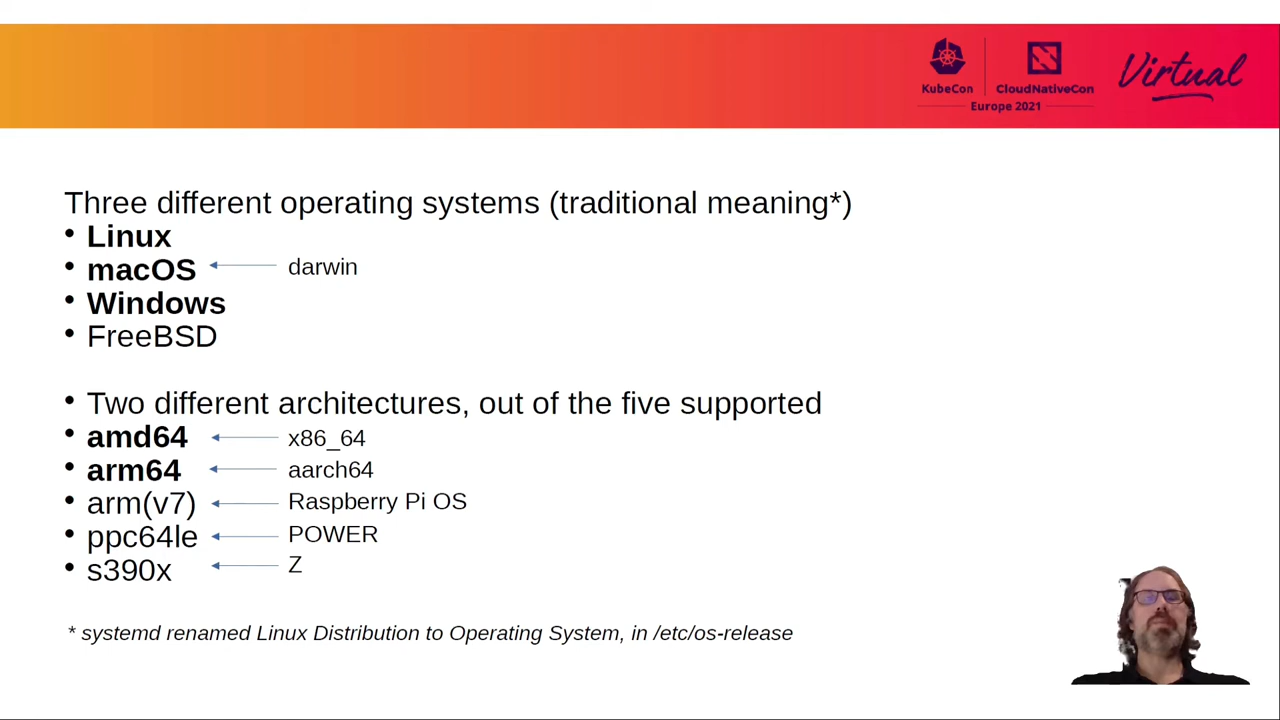 KubeCon
CloudNativeCon
Europe 2021
Virtual
Three different operating systems (traditional meaning*)
• Linux
• macOS darwin
• Windows
• FreeBSD
• Two different architectures, out of the five supported
• amd64 x86_64
• arm64 aarch64
• arm(v7) Raspberry Pi OS
• ppc64le POWER
• s390x Z
* systemd renamed Linux Distribution to Operating System, in /etc/os-release